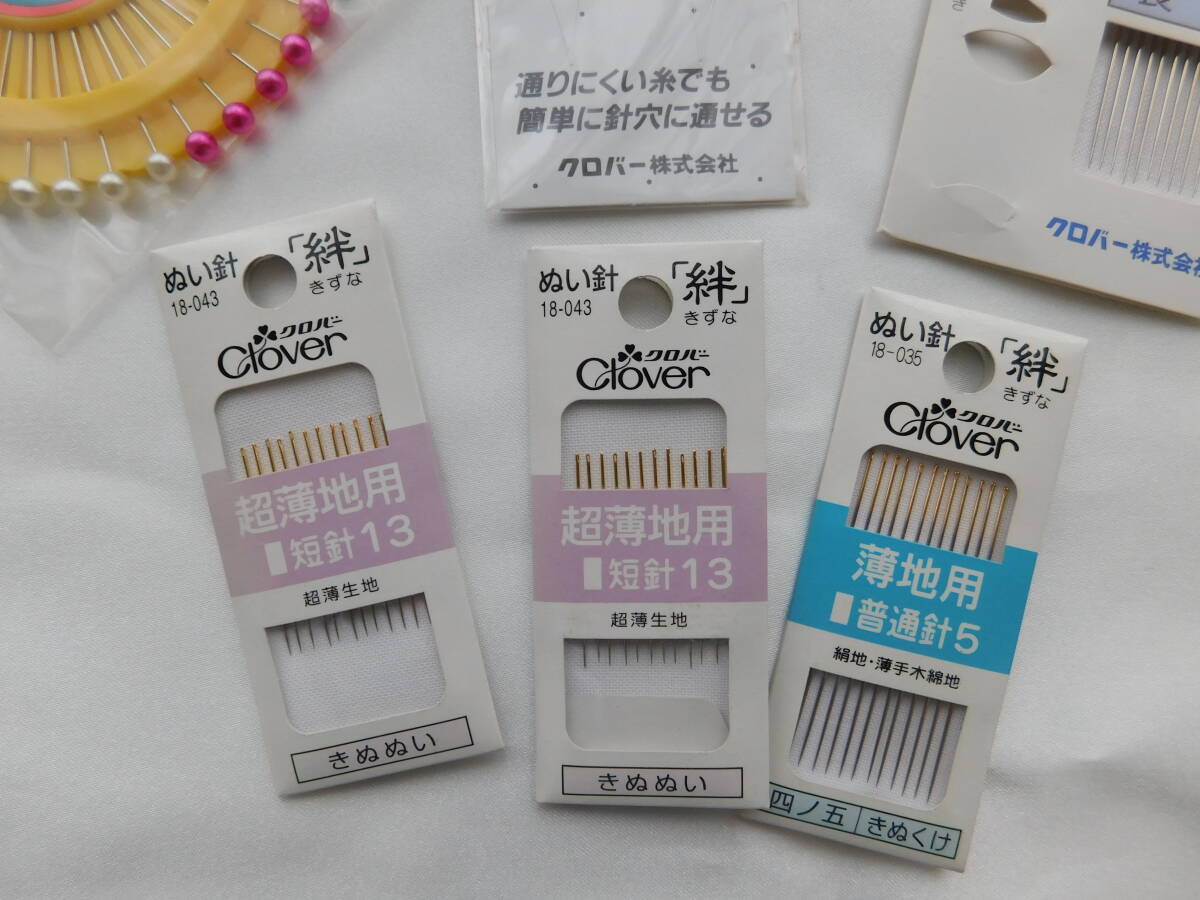 通りにくい糸でも
簡単に針穴に通せる
クロバー株式会社
クロバー株式会社
ぬい針
18-043
「絆」
きずな
クロバー
Clover
超薄地用
短針13
超薄生地
きぬぬい
ぬい針
18-043
「絆」
きずな
クロバー
Clover
超薄地用
短針13
超薄生地
きぬぬい
ぬい針
18-035
「絆」
きずな
クロバー
Clover
薄地用
普通針5
絹地・薄手木綿地
四ノ五 きぬくけ